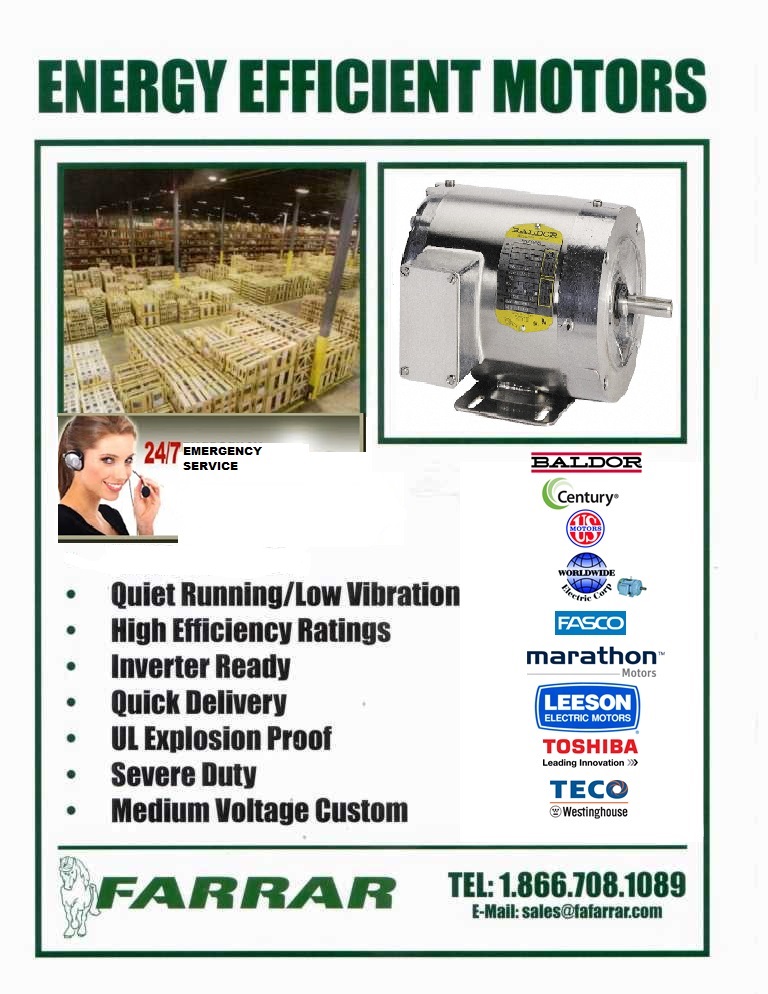 ENERGY EFFICIENT MOTORS
BALDOR
24/7 EMERGENCY
SERVICE
BALDOR
Century®
US
MOTORS
WORLDWIDE
Electric Corp
FASCO
marathon™
Motors
LEESON®
ELECTRIC MOTORS
TOSHIBA
Leading Innovation >>>
TECO
Westinghouse
• Quiet Running/Low Vibration
• High Efficiency Ratings
• Inverter Ready
• Quick Delivery
• UL Explosion Proof
• Severe Duty
• Medium Voltage Custom
FARRAR
TEL: 1.866.708.1089
E-Mail: sales@fafarrar.com